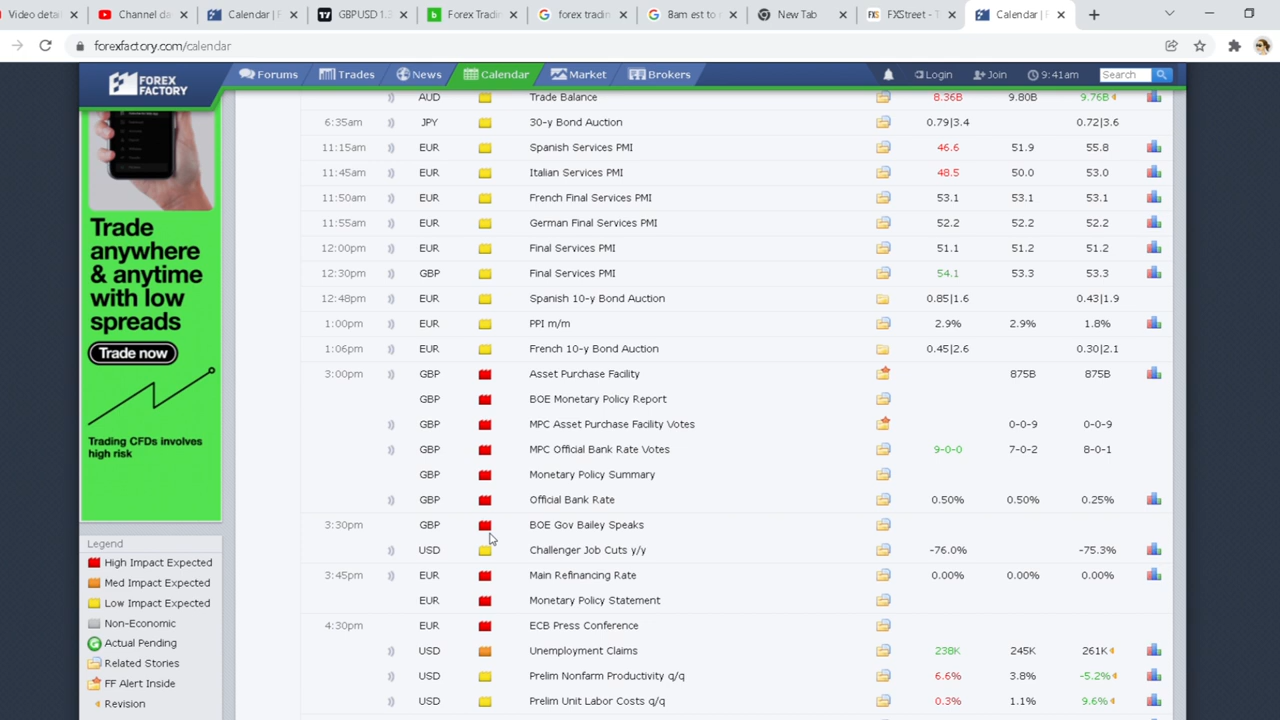 Video detai
Channel da
Calendar | F
GBPUSD 1.3
Forex Tradin
forex tradin
8am est to n
New Tab
FXStreet - T
Calendar | F
forexfactory.com/calendar
FOREX FACTORY
Forums
Trades
News
Calendar
Market
Brokers
Login
Join
9:41am
Search
AUD Trade Balance 8.36B 9.80B 9.76B
6:35am JPY 30-y Bond Auction 0.79|3.4 0.72|3.6
11:15am EUR Spanish Services PMI 46.6 51.9 55.8
11:45am EUR Italian Services PMI 48.5 50.0 53.0
11:50am EUR French Final Services PMI 53.1 53.1 53.1
11:55am EUR German Final Services PMI 52.2 52.2 52.2
12:00pm EUR Final Services PMI 51.1 51.2 51.2
12:30pm GBP Final Services PMI 54.1 53.3 53.3
12:48pm EUR Spanish 10-y Bond Auction 0.85|1.6 0.43|1.9
1:00pm EUR PPI m/m 2.9% 2.9% 1.8%
1:06pm EUR French 10-y Bond Auction 0.45|2.6 0.30|2.1
3:00pm GBP Asset Purchase Facility 875B 875B
GBP BOE Monetary Policy Report
GBP MPC Asset Purchase Facility Votes 0-0-9 0-0-9
GBP MPC Official Bank Rate Votes 9-0-0 7-0-2 8-0-1
GBP Monetary Policy Summary
GBP Official Bank Rate 0.50% 0.50% 0.25%
3:30pm GBP BOE Gov Bailey Speaks
USD Challenger Job Cuts y/y -76.0% -75.3%
3:45pm EUR Main Refinancing Rate 0.00% 0.00% 0.00%
EUR Monetary Policy Statement
4:30pm EUR ECB Press Conference
USD Unemployment Claims 238K 245K 261K
USD Prelim Nonfarm Productivity q/q 6.6% 3.8% -5.2%
USD Prelim Unit Labor Costs q/q 0.3% 1.1% 9.6%
Trade
anywhere
& anytime
with low
spreads
Trade now
Trading CFDs involves
high risk
Legend
High Impact Expected
Med Impact Expected
Low Impact Expected
Non-Economic
Actual Pending
Related Stories
FF Alert Inside
Revision